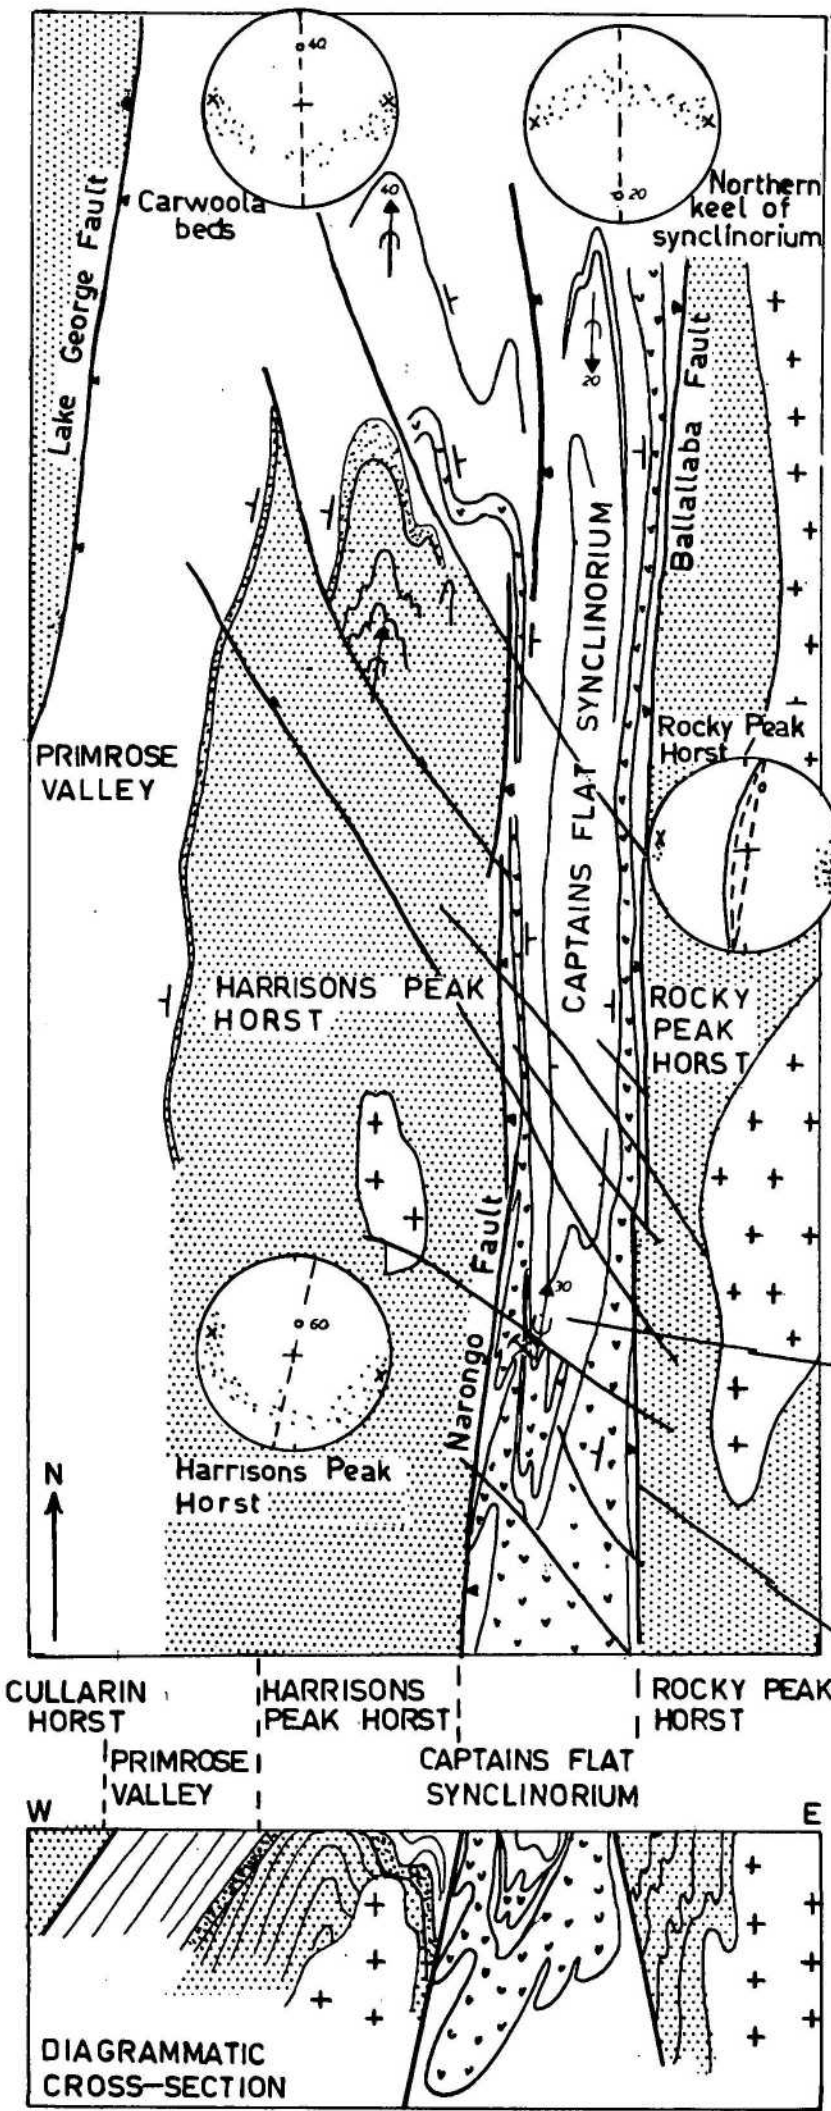 40
20
Carwoola
beds
Northern
keel of
synclinorium
40
20
Lake George Fault
Ballallaba Fault
CAPTAINS FLAT SYNCLINORIUM
PRIMROSE
VALLEY
Rocky Peak
Horst
HARRISONS PEAK
HORST
ROCKY
PEAK
HORST
Narongo Fault
30
60
Harrisons Peak
Horst
N
CULLARIN
HORST
HARRISONS
PEAK HORST
ROCKY PEAK
HORST
PRIMROSE
VALLEY
CAPTAINS FLAT
SYNCLINORIUM
W
E
DIAGRAMMATIC
CROSS-SECTION